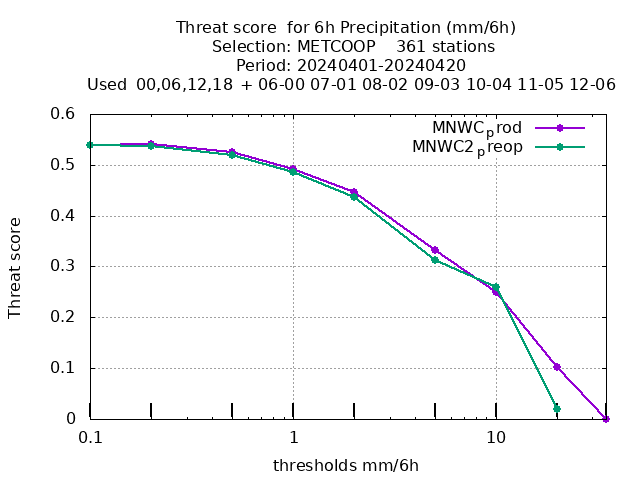 Threat score  for 6h Precipitation (mm/6h)
Selection: METCOOP    361 stations
Period: 20240401-20240420
Used  00,06,12,18  + 06-00 07-01 08-02 09-03 10-04 11-05 12-06
MNWCprod
MNWC2preop
0.6
0.5
0.4
0.3
0.2
0.1
0
Threat score
0.1 1 10
thresholds mm/6h